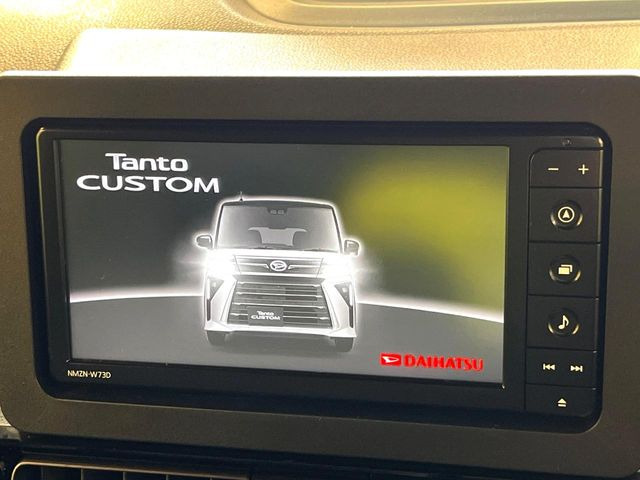 Tanto
CUSTOM
Tanto
CUSTOM
DAIHATSU
NMZN-W73D